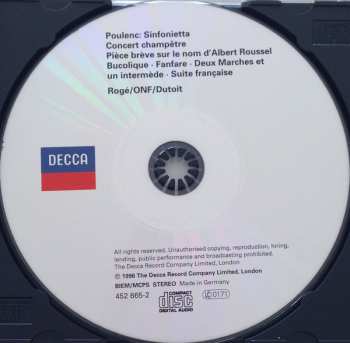 Poulenc: Sinfonietta
Concert champêtre
Pièce brève sur le nom d'Albert Roussel
Bucolique · Fanfare · Deux Marches et
un intermède · Suite française
Rogé/ONF/Dutoit
DECCA
All rights reserved. Unauthorised copying, reproduction, hiring,
lending, public performance and broadcasting prohibited.
The Decca Record Company Limited, London
℗ 1996 The Decca Record Company Limited, London
BIEM/MCPS STEREO Made in Germany
452 665-2
COMPACT
disc
DIGITAL AUDIO
LC 0171